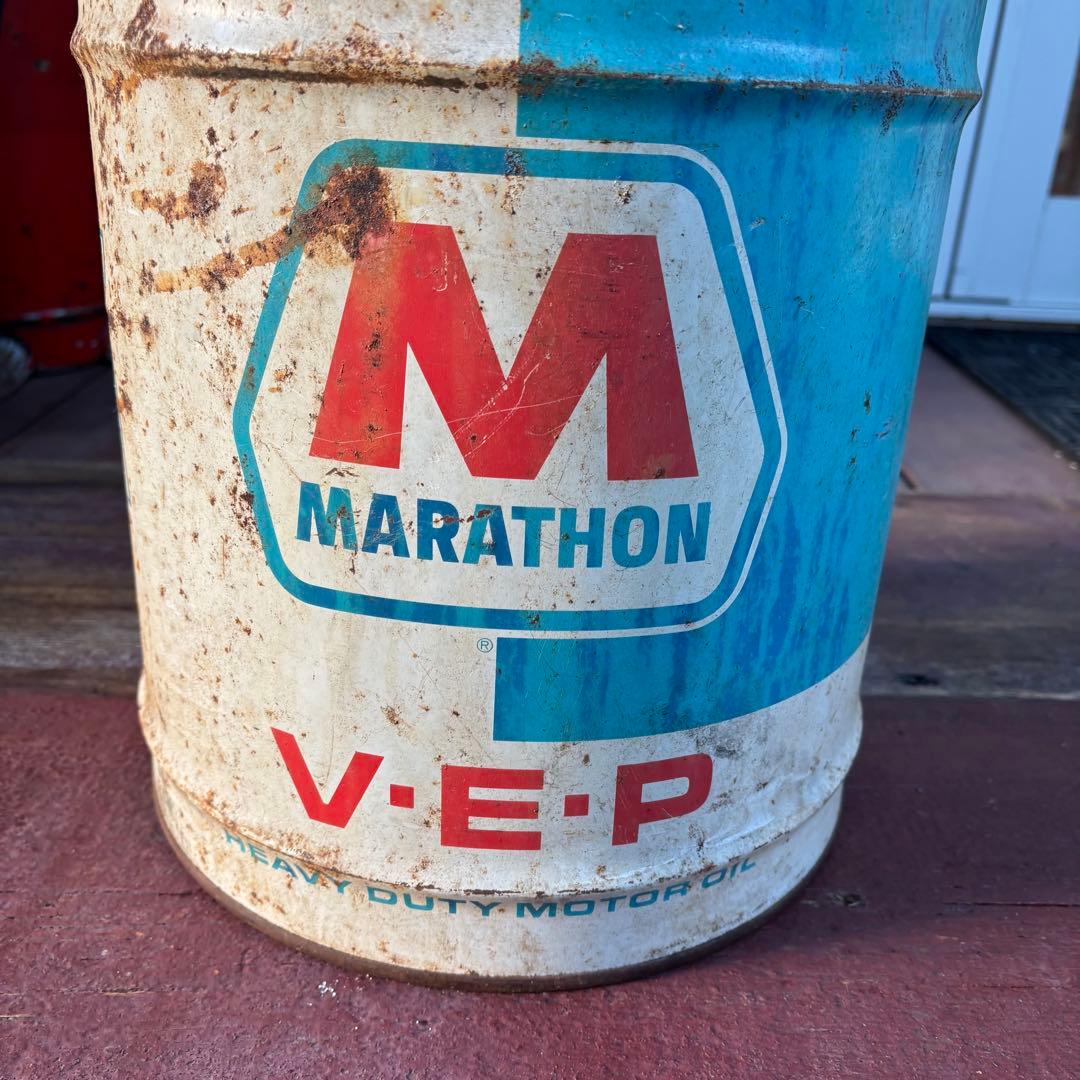 M
MARATHON
®
V·E·P
HEAVY DUTY MOTOR OIL